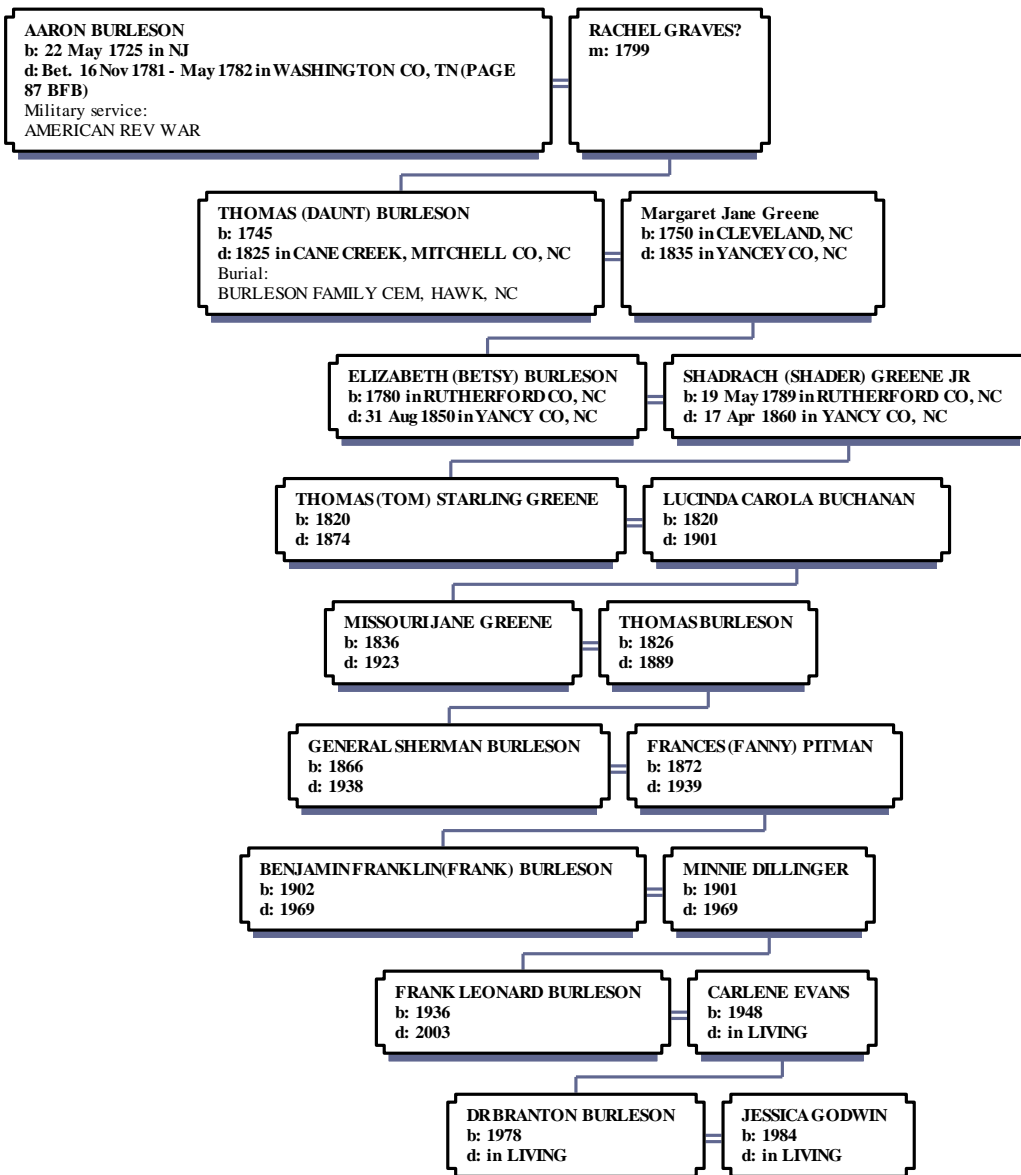 AARON BURLESON
b: 22 May 1725 in NJ
d: Bet. 16 Nov 1781 - May 1782 in WASHINGTON CO, TN (PAGE
87 BFB)
Military service:
AMERICAN REV WAR
RACHEL GRAVES?
m: 1799
THOMAS (DAUNT) BURLESON
b: 1745
d: 1825 in CANE CREEK, MITCHELL CO, NC
Burial:
BURLESON FAMILY CEM, HAWK, NC
Margaret Jane Greene
b: 1750 in CLEVELAND, NC
d: 1835 in YANCEY CO, NC
ELIZABETH (BETSY) BURLESON
b: 1780 in RUTHERFORD CO, NC
d: 31 Aug 1850 in YANCY CO, NC
SHADRACH (SHADER) GREENE JR
b: 19 May 1789 in RUTHERFORD CO, NC
d: 17 Apr 1860 in YANCY CO, NC
THOMAS (TOM) STARLING GREENE
b: 1820
d: 1874
LUCINDA CAROLA BUCHANAN
b: 1820
d: 1901
MISSOURI JANE GREENE
b: 1836
d: 1923
THOMAS BURLESON
b: 1826
d: 1889
GENERAL SHERMAN BURLESON
b: 1866
d: 1938
FRANCES (FANNY) PITMAN
b: 1872
d: 1939
BENJAMIN FRANKLIN (FRANK) BURLESON
b: 1902
d: 1969
MINNIE DILLINGER
b: 1901
d: 1969
FRANK LEONARD BURLESON
b: 1936
d: 2003
CARLENE EVANS
b: 1948
d: in LIVING
DR BRANTON BURLESON
b: 1978
d: in LIVING
JESSICA GODWIN
b: 1984
d: in LIVING